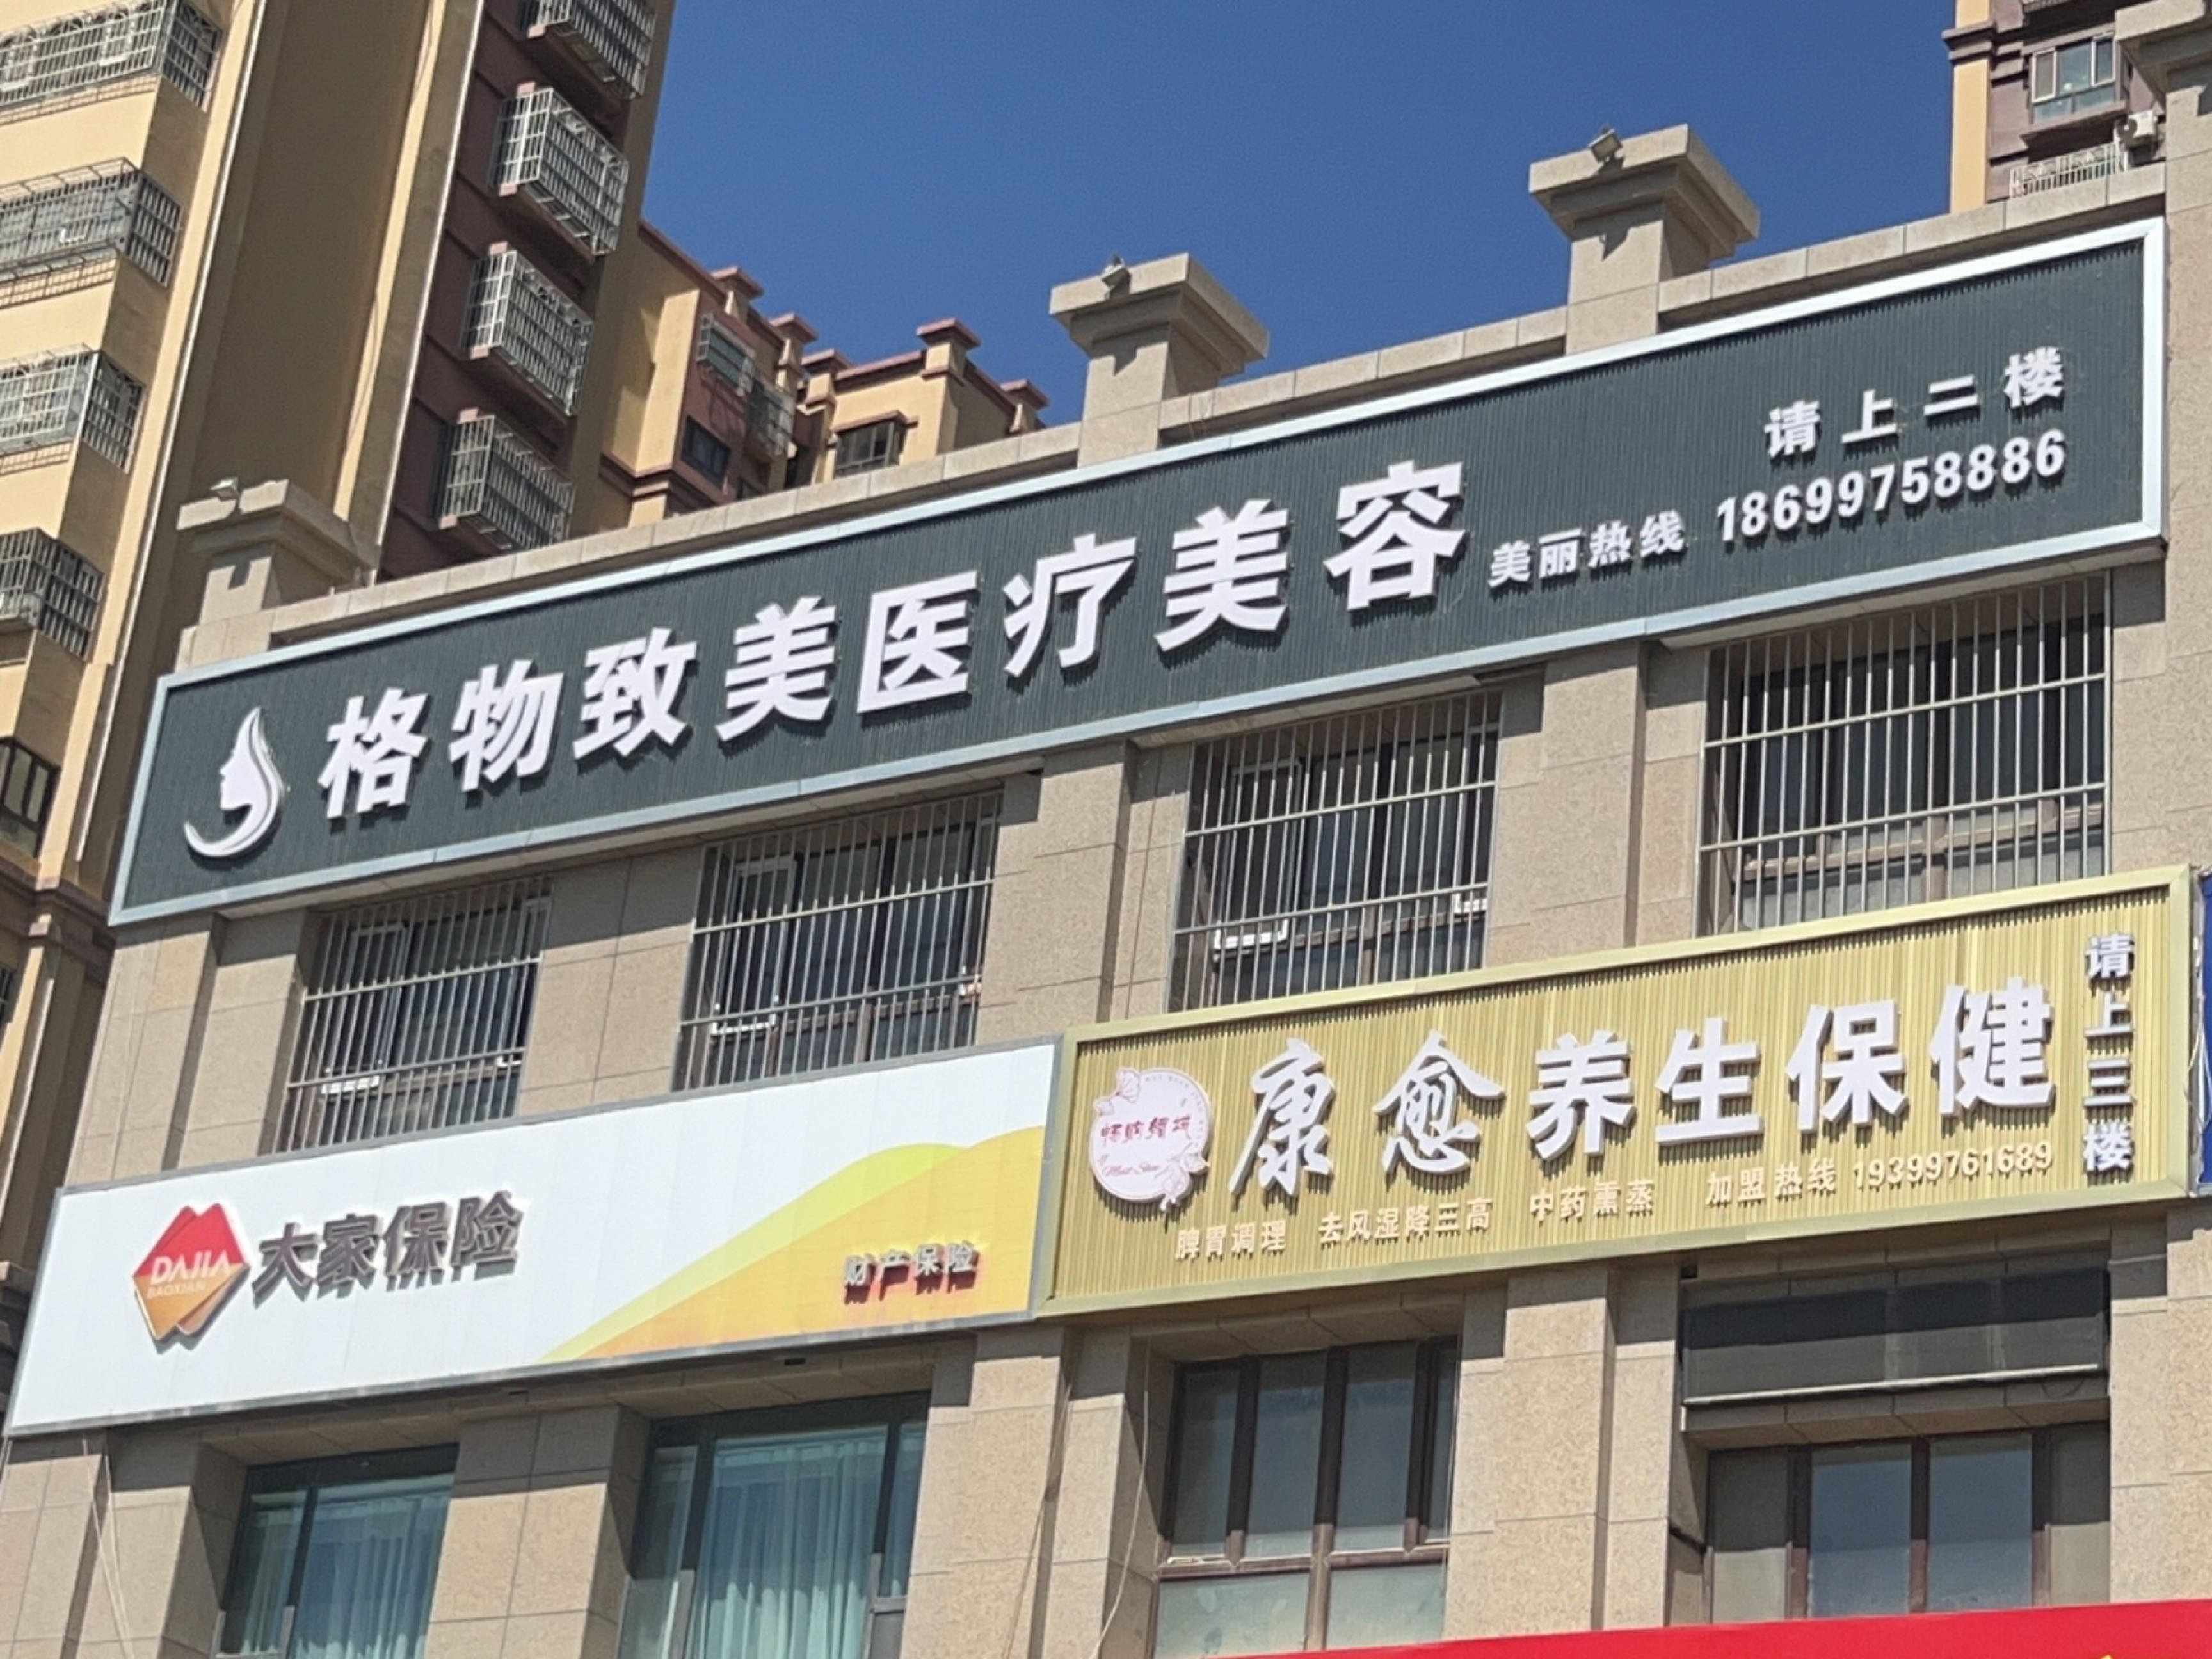 请上二楼
格物致美医疗美容 美丽热线 18699758886
康愈养生保健
请上三楼
脾胃调理 去风湿降三高 中药熏蒸 加盟热线 19399761689
DAJIA
BAOXIAN
大家保险
财产保险